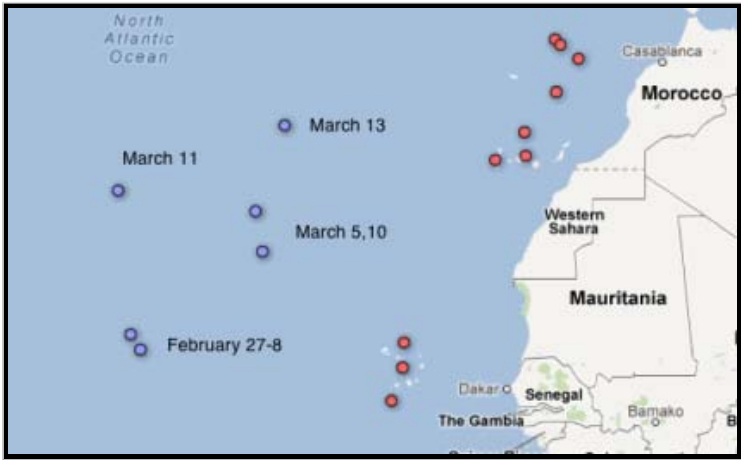 North
Atlantic
Ocean
Casablanca
Morocco
March 13
March 11
Western
Sahara
March 5,10
Mauritania
February 27-8
Dakar
Senegal
The Gambia
Bamako